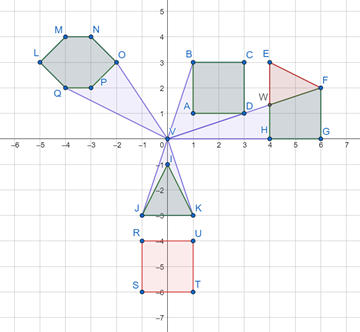 5
M N
4
L O B C E
3
Q P F
2
W
A D
1
V H G
−6 −5 −4 −3 −2 −1 0 1 2 3 4 5 6 7
I
−1
−2
J K
−3
R U
−4
−5
S T
−6
−7